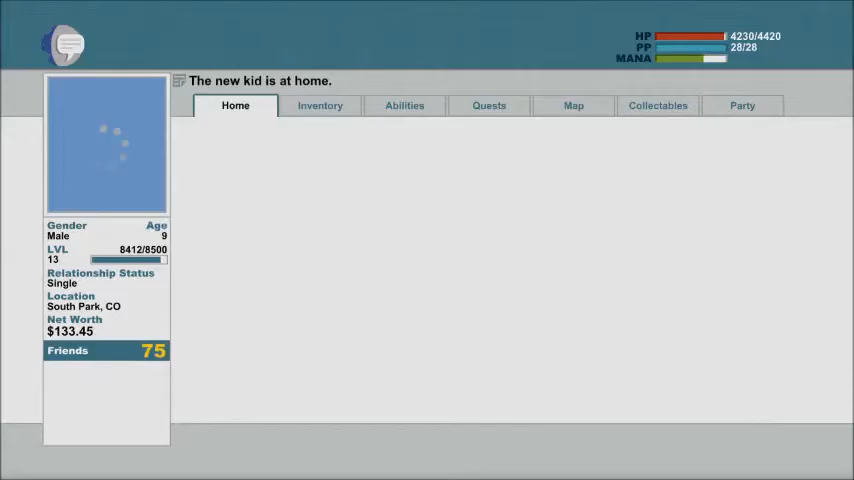 HP 4230/4420
PP 28/28
MANA
The new kid is at home.
Home Inventory Abilities Quests Map Collectables Party
Gender Age
Male 9
LVL 8412/8500
13
Relationship Status
Single
Location
South Park, CO
Net Worth
$133.45
Friends 75